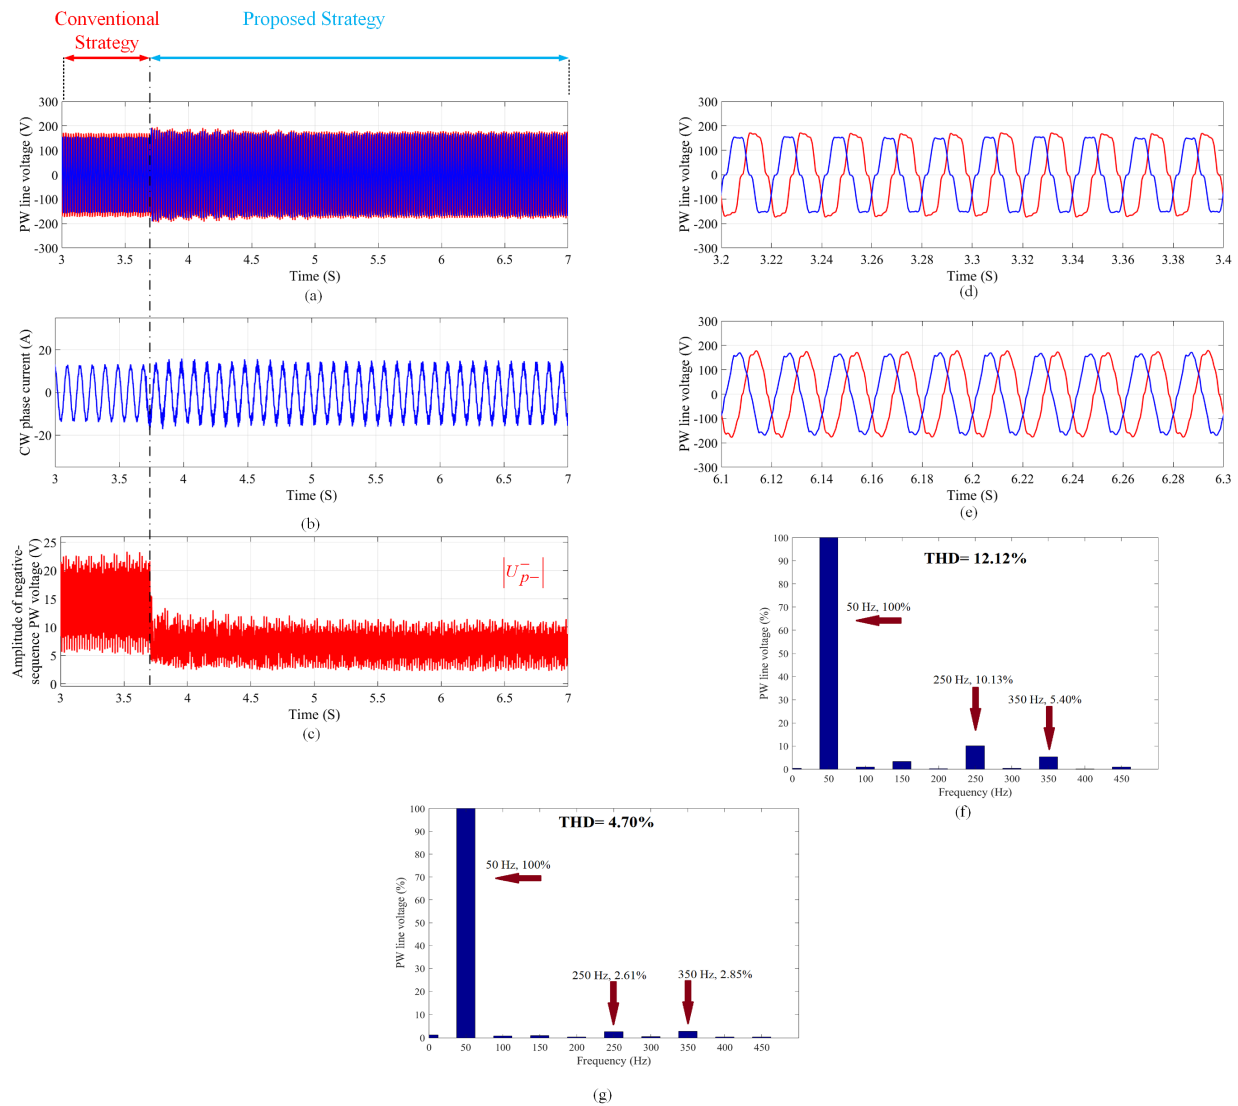 Conventional
Strategy
Proposed Strategy
PW line voltage (V)
300
200
100
0
-100
-200
-300
3 3.5 4 4.5 5 5.5 6 6.5 7
Time (S)
(a)
CW phase current (A)
20
0
-20
3 3.5 4 4.5 5 5.5 6 6.5 7
Time (S)
(b)
Amplitude of negative-
sequence PW voltage (V)
25
20
15
10
5
0
|U⁻p−|
3 3.5 4 4.5 5 5.5 6 6.5 7
Time (S)
(c)
PW line voltage (V)
300
200
100
0
-100
-200
-300
3.2 3.22 3.24 3.26 3.28 3.3 3.32 3.34 3.36 3.38 3.4
Time (S)
(d)
PW line voltage (V)
300
200
100
0
-100
-200
-300
6.1 6.12 6.14 6.16 6.18 6.2 6.22 6.24 6.26 6.28 6.3
Time (S)
(e)
THD= 12.12%
50 Hz, 100%
250 Hz, 10.13%
350 Hz, 5.40%
PW line voltage (%)
100
90
80
70
60
50
40
30
20
10
0
0 50 100 150 200 250 300 350 400 450
Frequency (Hz)
(f)
THD= 4.70%
50 Hz, 100%
250 Hz, 2.61%
350 Hz, 2.85%
PW line voltage (%)
100
90
80
70
60
50
40
30
20
10
0
0 50 100 150 200 250 300 350 400 450
Frequency (Hz)
(g)